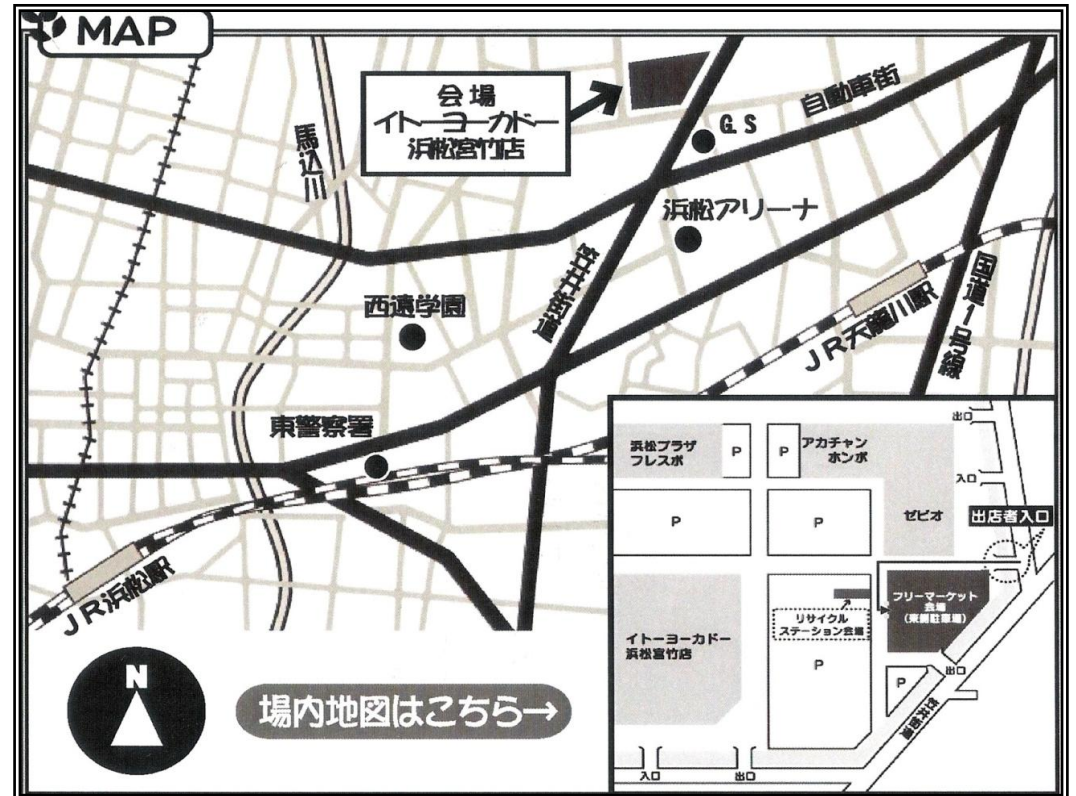 MAP
会場
イトーヨーカドー
浜松宮竹店
馬込川
自動車街
G.S
浜松アリーナ
笠井街道
国道1号線
西遠学園
JR天龍川駅
東警察署
JR浜松駅
N
場内地図はこちら→
出口
浜松プラザ
フレスポ
P
P
アカチャン
ホンポ
入口
ゼビオ
出店者入口
P
P
フリーマーケット
会場
(東側駐車場)
リサイクル
ステーション会場
イトーヨーカドー
浜松宮竹店
P
出口
P
笠井街道
入口
出口